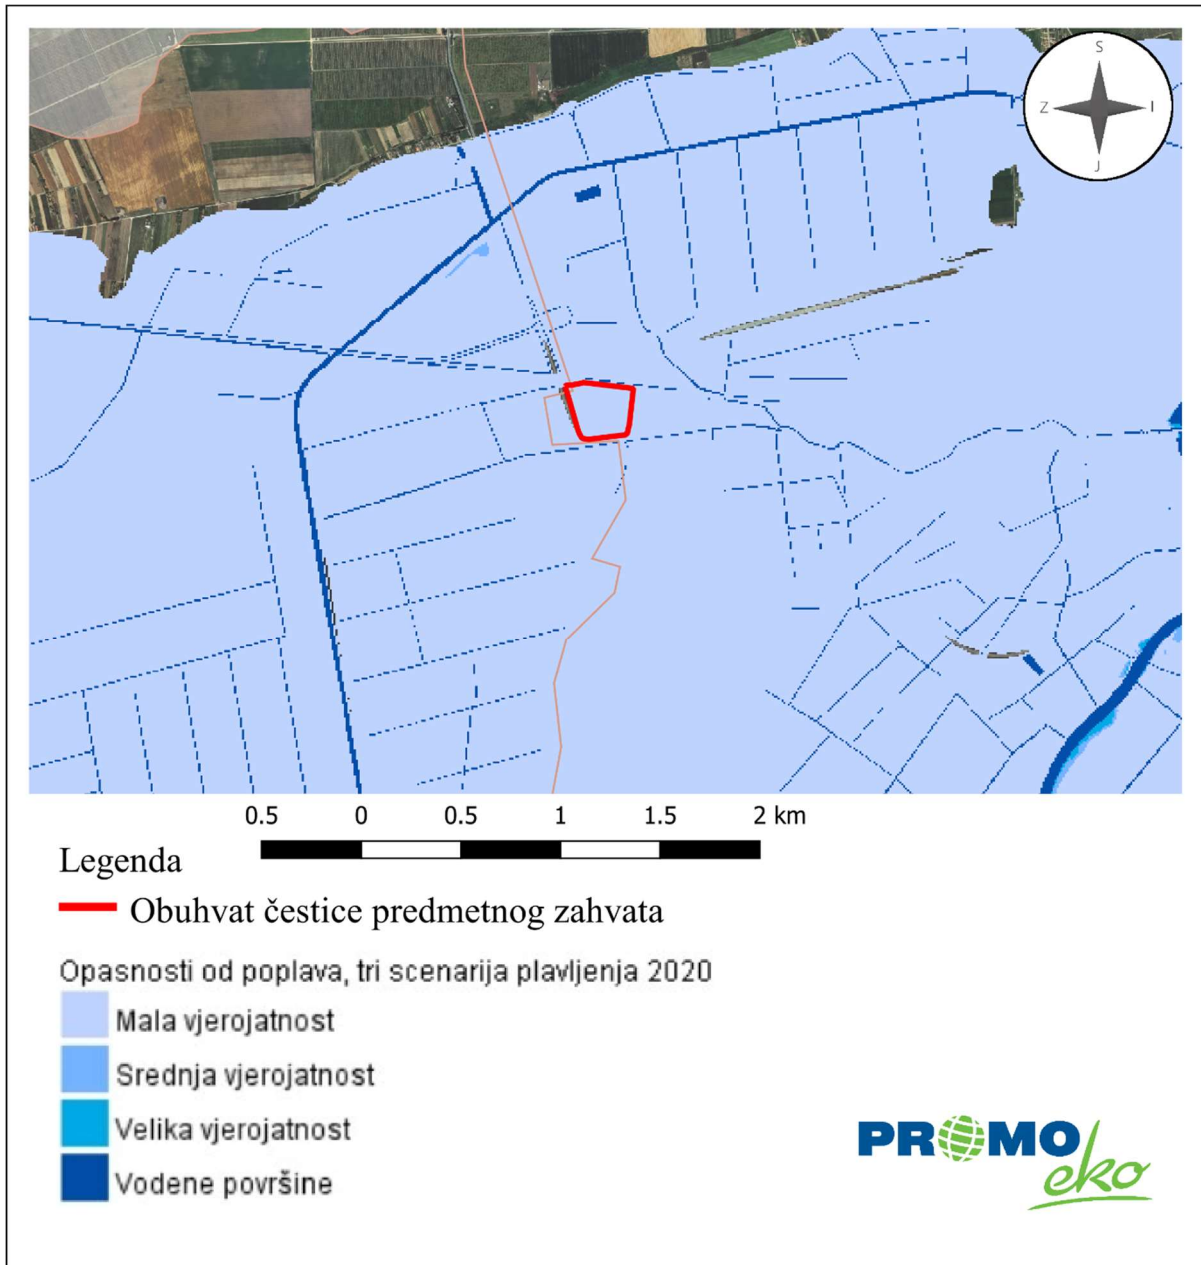 S
Z
I
J
0.5 0 0.5 1 1.5 2 km
Legenda
Obuhvat čestice predmetnog zahvata
Opasnosti od poplava, tri scenarija plavljenja 2020
Mala vjerojatnost
Srednja vjerojatnost
Velika vjerojatnost
Vodene površine
PROMO
eko